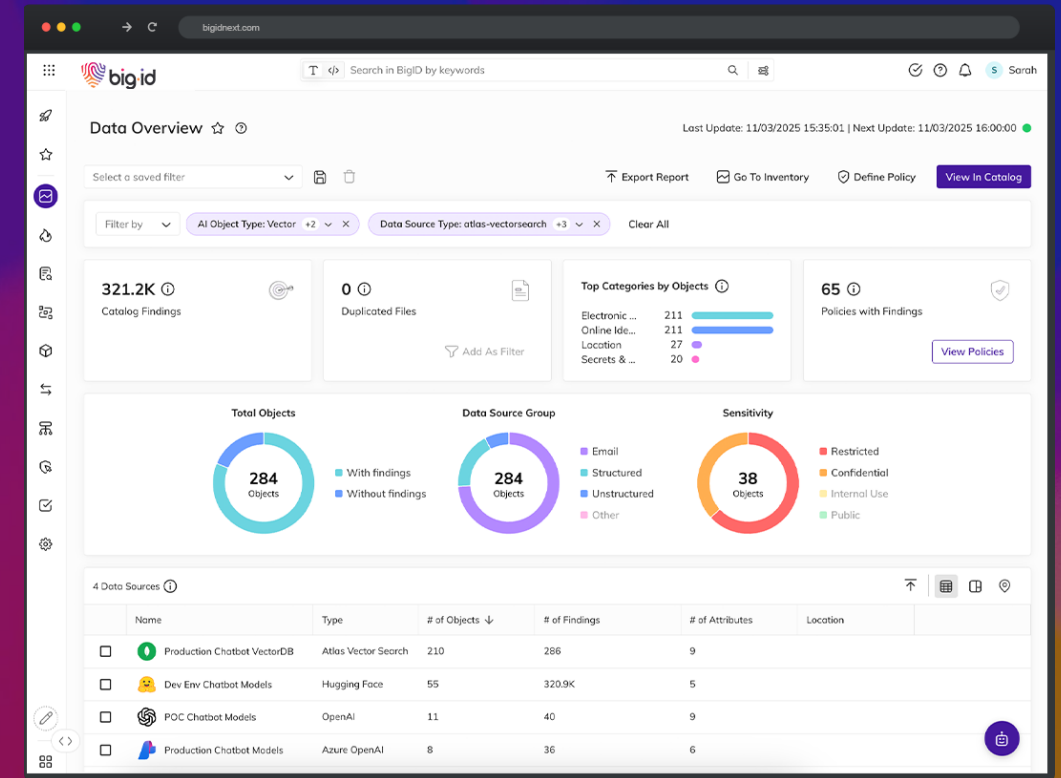 bigidnext.com
bigid
T </> Search in BigID by keywords
S Sarah
Data Overview
Last Update: 11/03/2025 15:35:01 | Next Update: 11/03/2025 16:00:00
Select a saved filter
Export Report
Go To Inventory
Define Policy
View In Catalog
Filter by
AI Object Type: Vector +2
Data Source Type: atlas-vectorsearch +3
Clear All
321.2K
Catalog Findings
0
Duplicated Files
Add As Filter
Top Categories by Objects
Electronic ... 211
Online Ide... 211
Location 27
Secrets & ... 20
65
Policies with Findings
View Policies
Total Objects
284
Objects
With findings
Without findings
Data Source Group
284
Objects
Email
Structured
Unstructured
Other
Sensitivity
38
Objects
Restricted
Confidential
Internal Use
Public
4 Data Sources
Name Type # of Objects # of Findings # of Attributes Location
Production Chatbot VectorDB Atlas Vector Search 210 286 9
Dev Env Chatbot Models Hugging Face 55 320.9K 5
POC Chatbot Models OpenAI 11 40 9
Production Chatbot Models Azure OpenAI 8 36 6